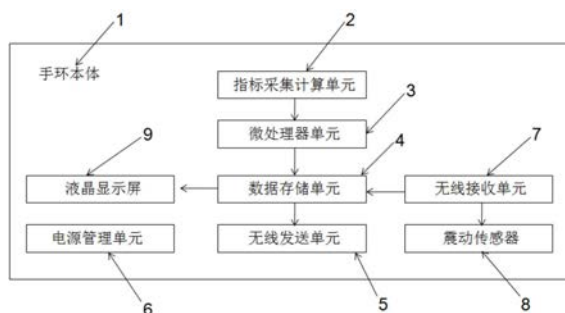 1
2
手环本体
指标采集计算单元
3
微处理器单元
9
4
7
液晶显示屏
数据存储单元
无线接收单元
电源管理单元
无线发送单元
震动传感器
6
5
8